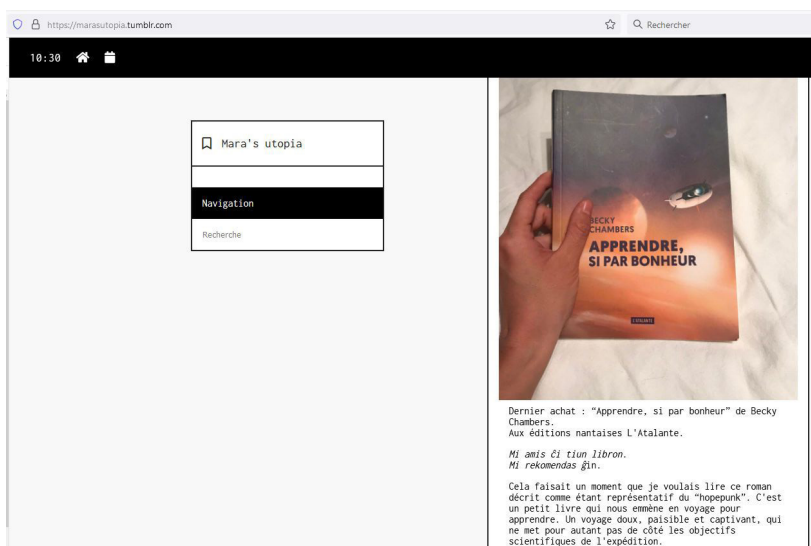 https://marasutopia.tumblr.com
Rechercher
10:30
Mara's utopia
Navigation
Recherche
BECKY
CHAMBERS
APPRENDRE,
SI PAR BONHEUR
L'ATALANTE
Dernier achat : “Apprendre, si par bonheur” de Becky
Chambers.
Aux éditions nantaises L'Atalante.
Mi amis ĉi tiun libron.
Mi rekomendas ĝin.
Cela faisait un moment que je voulais lire ce roman
décrit comme étant représentatif du “hopepunk”. C'est
un petit livre qui nous emmène en voyage pour
apprendre. Un voyage doux, paisible et captivant, qui
ne met pour autant pas de côté les objectifs
scientifiques de l'expédition.